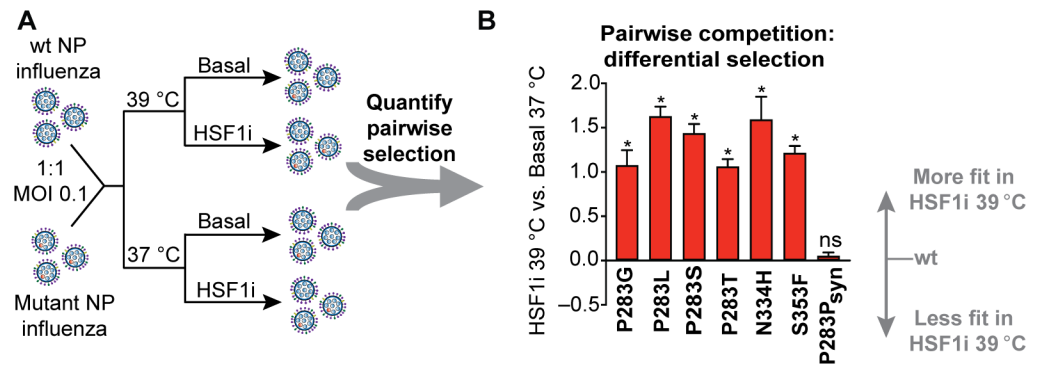 A
wt NP
influenza
1:1
MOI 0.1
Mutant NP
influenza
39 °C
Basal
HSF1i
37 °C
Basal
HSF1i
Quantify
pairwise
selection
B
Pairwise competition:
differential selection
HSF1i 39 °C vs. Basal 37 °C
2.0
1.5
1.0
0.5
0.0
–0.5
*
*
*
*
*
*
ns
P283G
P283L
P283S
P283T
N334H
S353F
P283Psyn
More fit in
HSF1i 39 °C
wt
Less fit in
HSF1i 39 °C